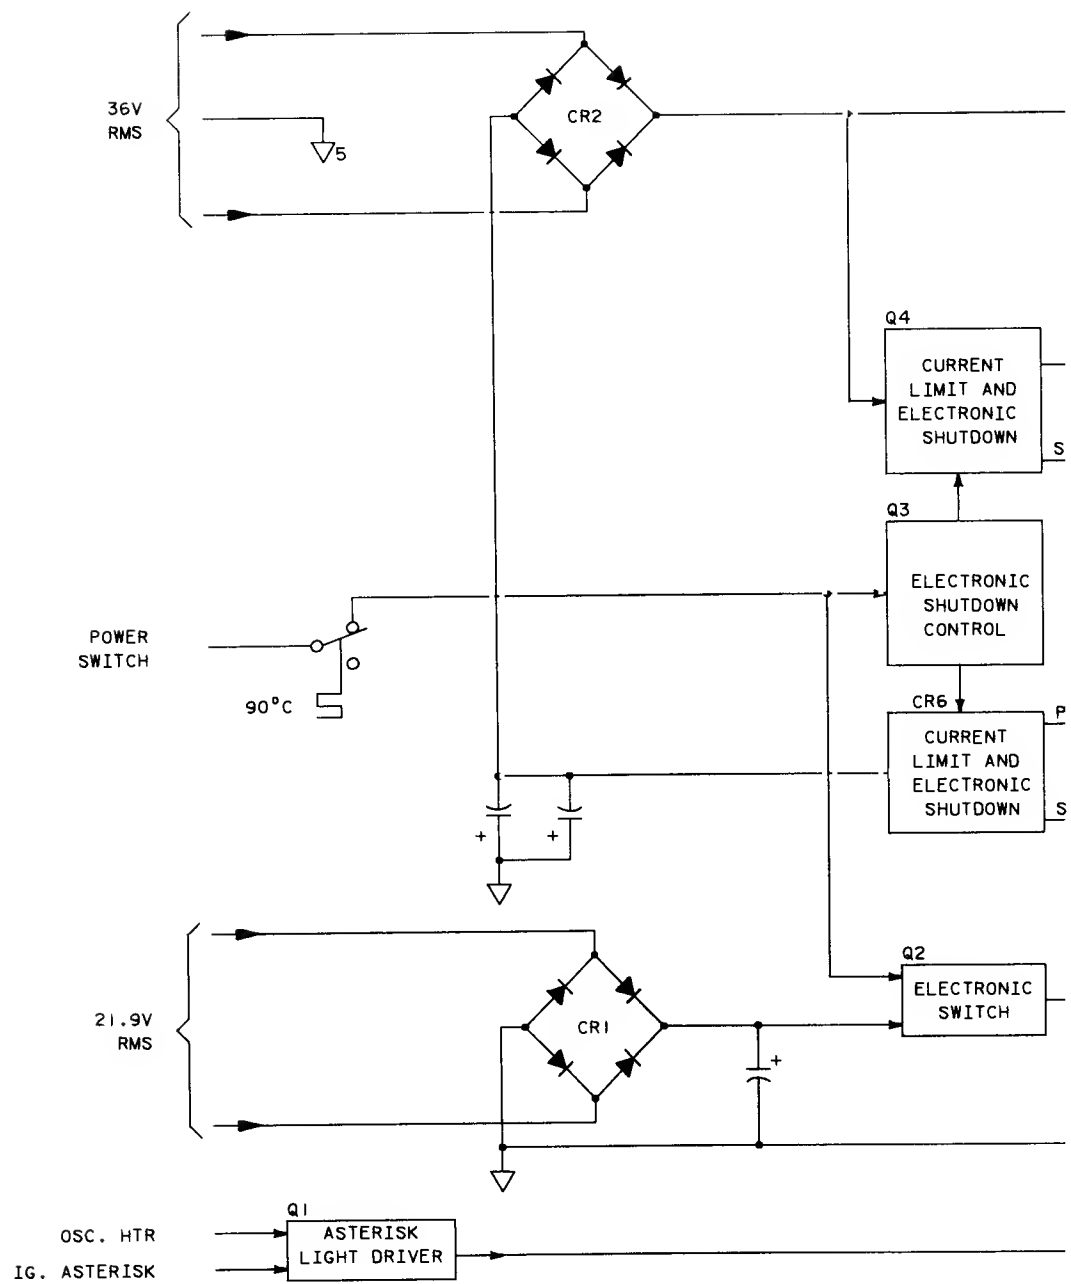 36V
RMS
CR2
5
Q4
CURRENT
LIMIT AND
ELECTRONIC
SHUTDOWN
S
Q3
ELECTRONIC
SHUTDOWN
CONTROL
POWER
SWITCH
90°C
CR6
P
CURRENT
LIMIT AND
ELECTRONIC
SHUTDOWN
S
+
+
Q2
ELECTRONIC
SWITCH
21.9V
RMS
CR1
+
Q1
OSC. HTR
ASTERISK
LIGHT DRIVER
IG. ASTERISK